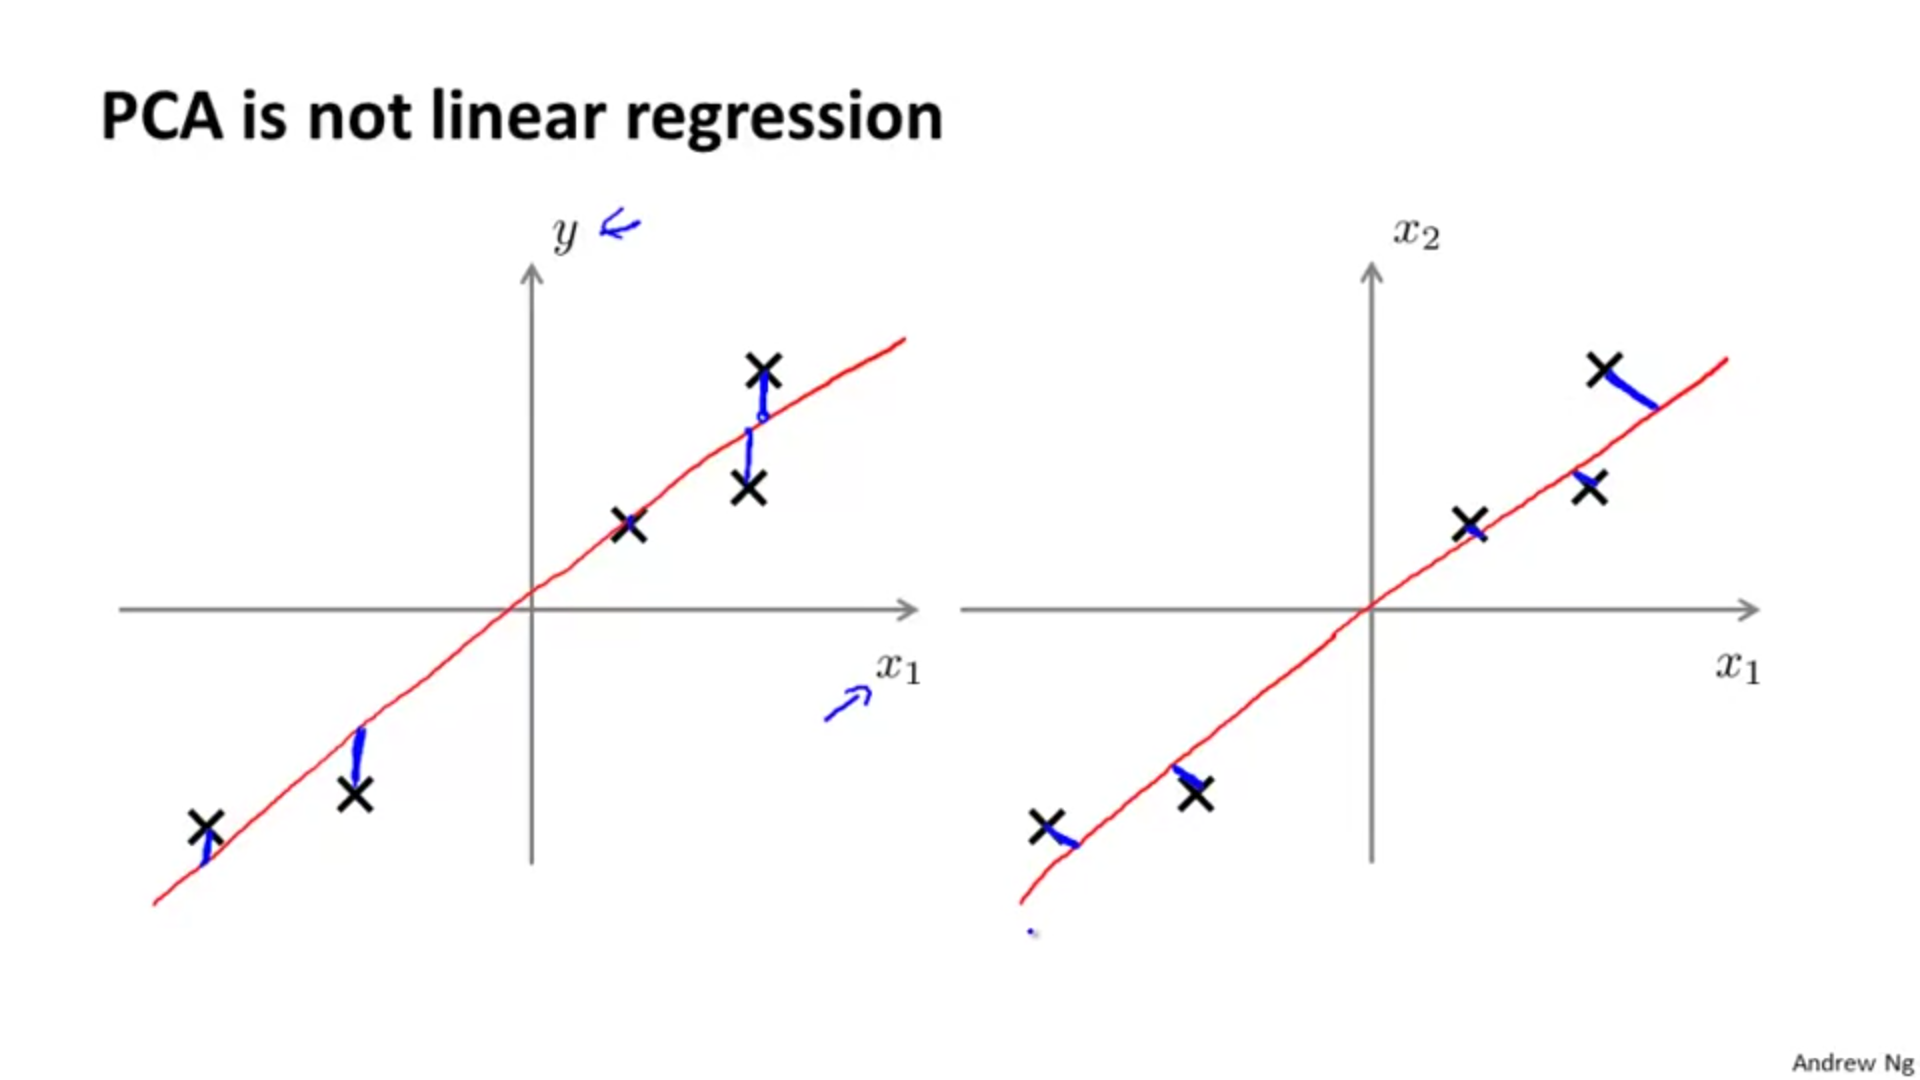 PCA is not linear regression
y
x₂
x₁
x₁
Andrew Ng